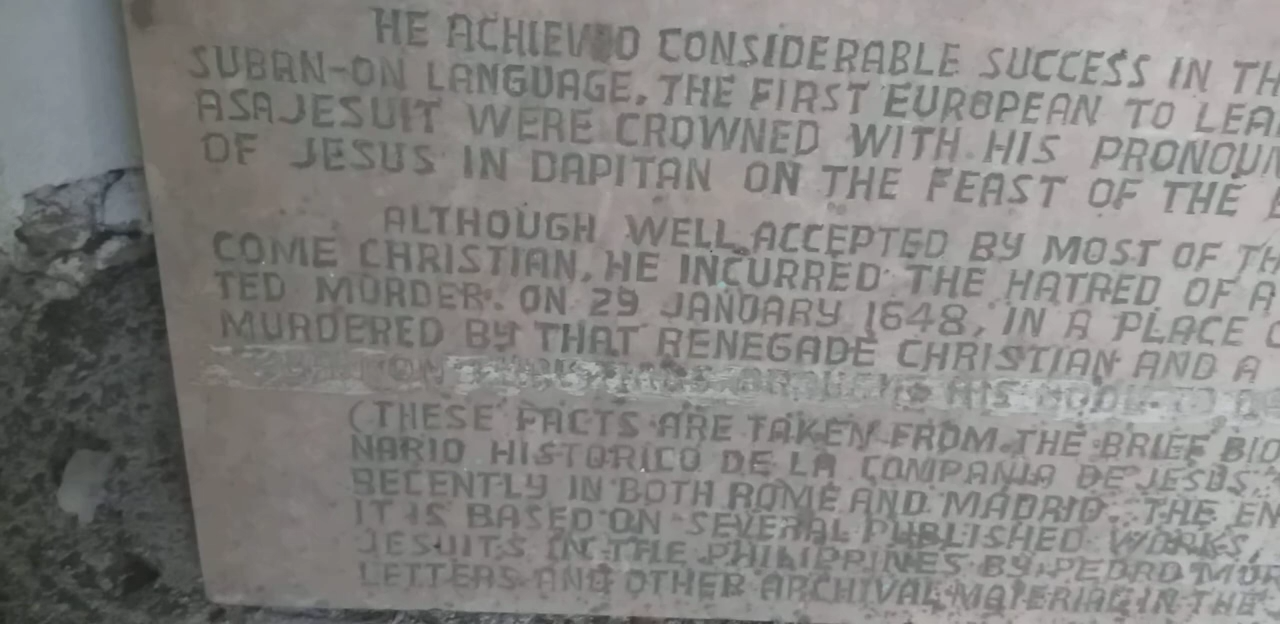 HE ACHIEVED CONSIDERABLE SUCCESS IN TH
SUBAN-ON LANGUAGE, THE FIRST EUROPEAN TO LEA
AS A JESUIT WERE CROWNED WITH HIS PRONOUN
OF JESUS IN DAPITAN ON THE FEAST OF THE E
ALTHOUGH WELL ACCEPTED BY MOST OF TH
COME CHRISTIAN, HE INCURRED THE HATRED OF A
TED MURDER. ON 29 JANUARY 1648, IN A PLACE
MURDERED BY THAT RENEGADE CHRISTIAN AND A
HIS BODY TO
(THESE FACTS ARE TAKEN FROM THE BRIEF BIO
NARIO HISTORICO DE LA COMPANIA DE JESUS
RECENTLY IN BOTH ROME AND MADRID. THE EN
IT IS BASED ON SEVERAL PUBLISHED WORKS,
JESUITS IN THE PHILIPPINES BY PEDRO MUR
LETTERS AND OTHER ARCHIVAL MATERIAL IN THE